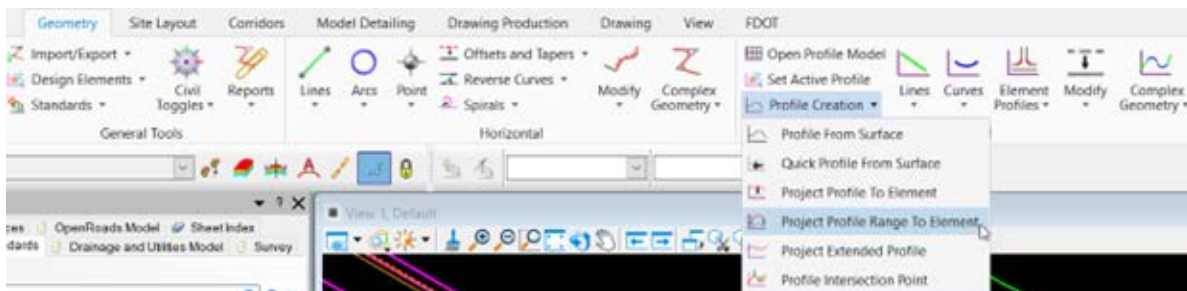 Geometry Site Layout Corridors Model Detailing Drawing Production Drawing View FDOT
Import/Export Offsets and Tapers Open Profile Model
Design Elements Reverse Curves Set Active Profile
Standards Civil Toggles Reports Lines Arcs Point Spirals Modify Complex Geometry Profile Creation Lines Curves Element Profiles Modify Complex Geometry
General Tools Horizontal
Profile From Surface
Quick Profile From Surface
Project Profile To Element
Project Profile Range To Element
Project Extended Profile
Profile Intersection Point
View 1, Default
OpenRoads Model Sheet Index
Drainage and Utilities Model Survey